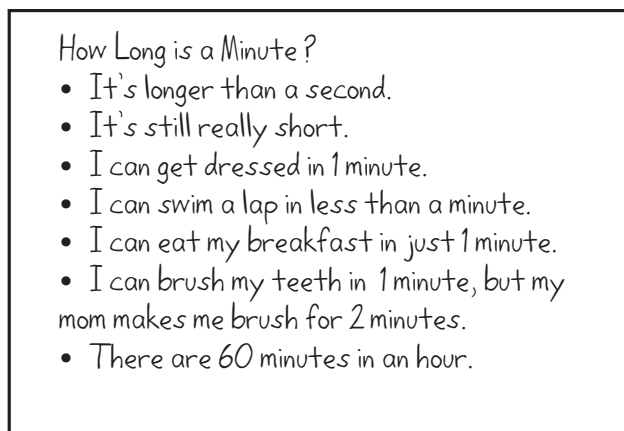 How Long is a Minute?
• It's longer than a second.
• It's still really short.
• I can get dressed in 1 minute.
• I can swim a lap in less than a minute.
• I can eat my breakfast in just 1 minute.
• I can brush my teeth in 1 minute, but my
mom makes me brush for 2 minutes.
• There are 60 minutes in an hour.